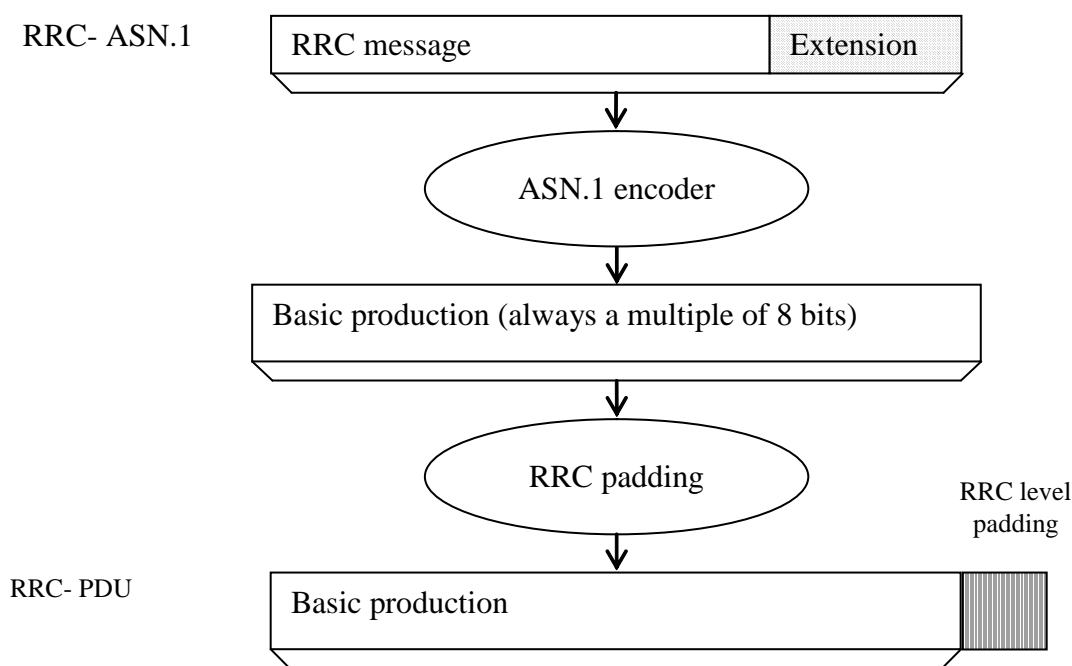 RRC- ASN.1
RRC message
Extension
ASN.1 encoder
Basic production (always a multiple of 8 bits)
RRC padding
RRC level
padding
RRC- PDU
Basic production